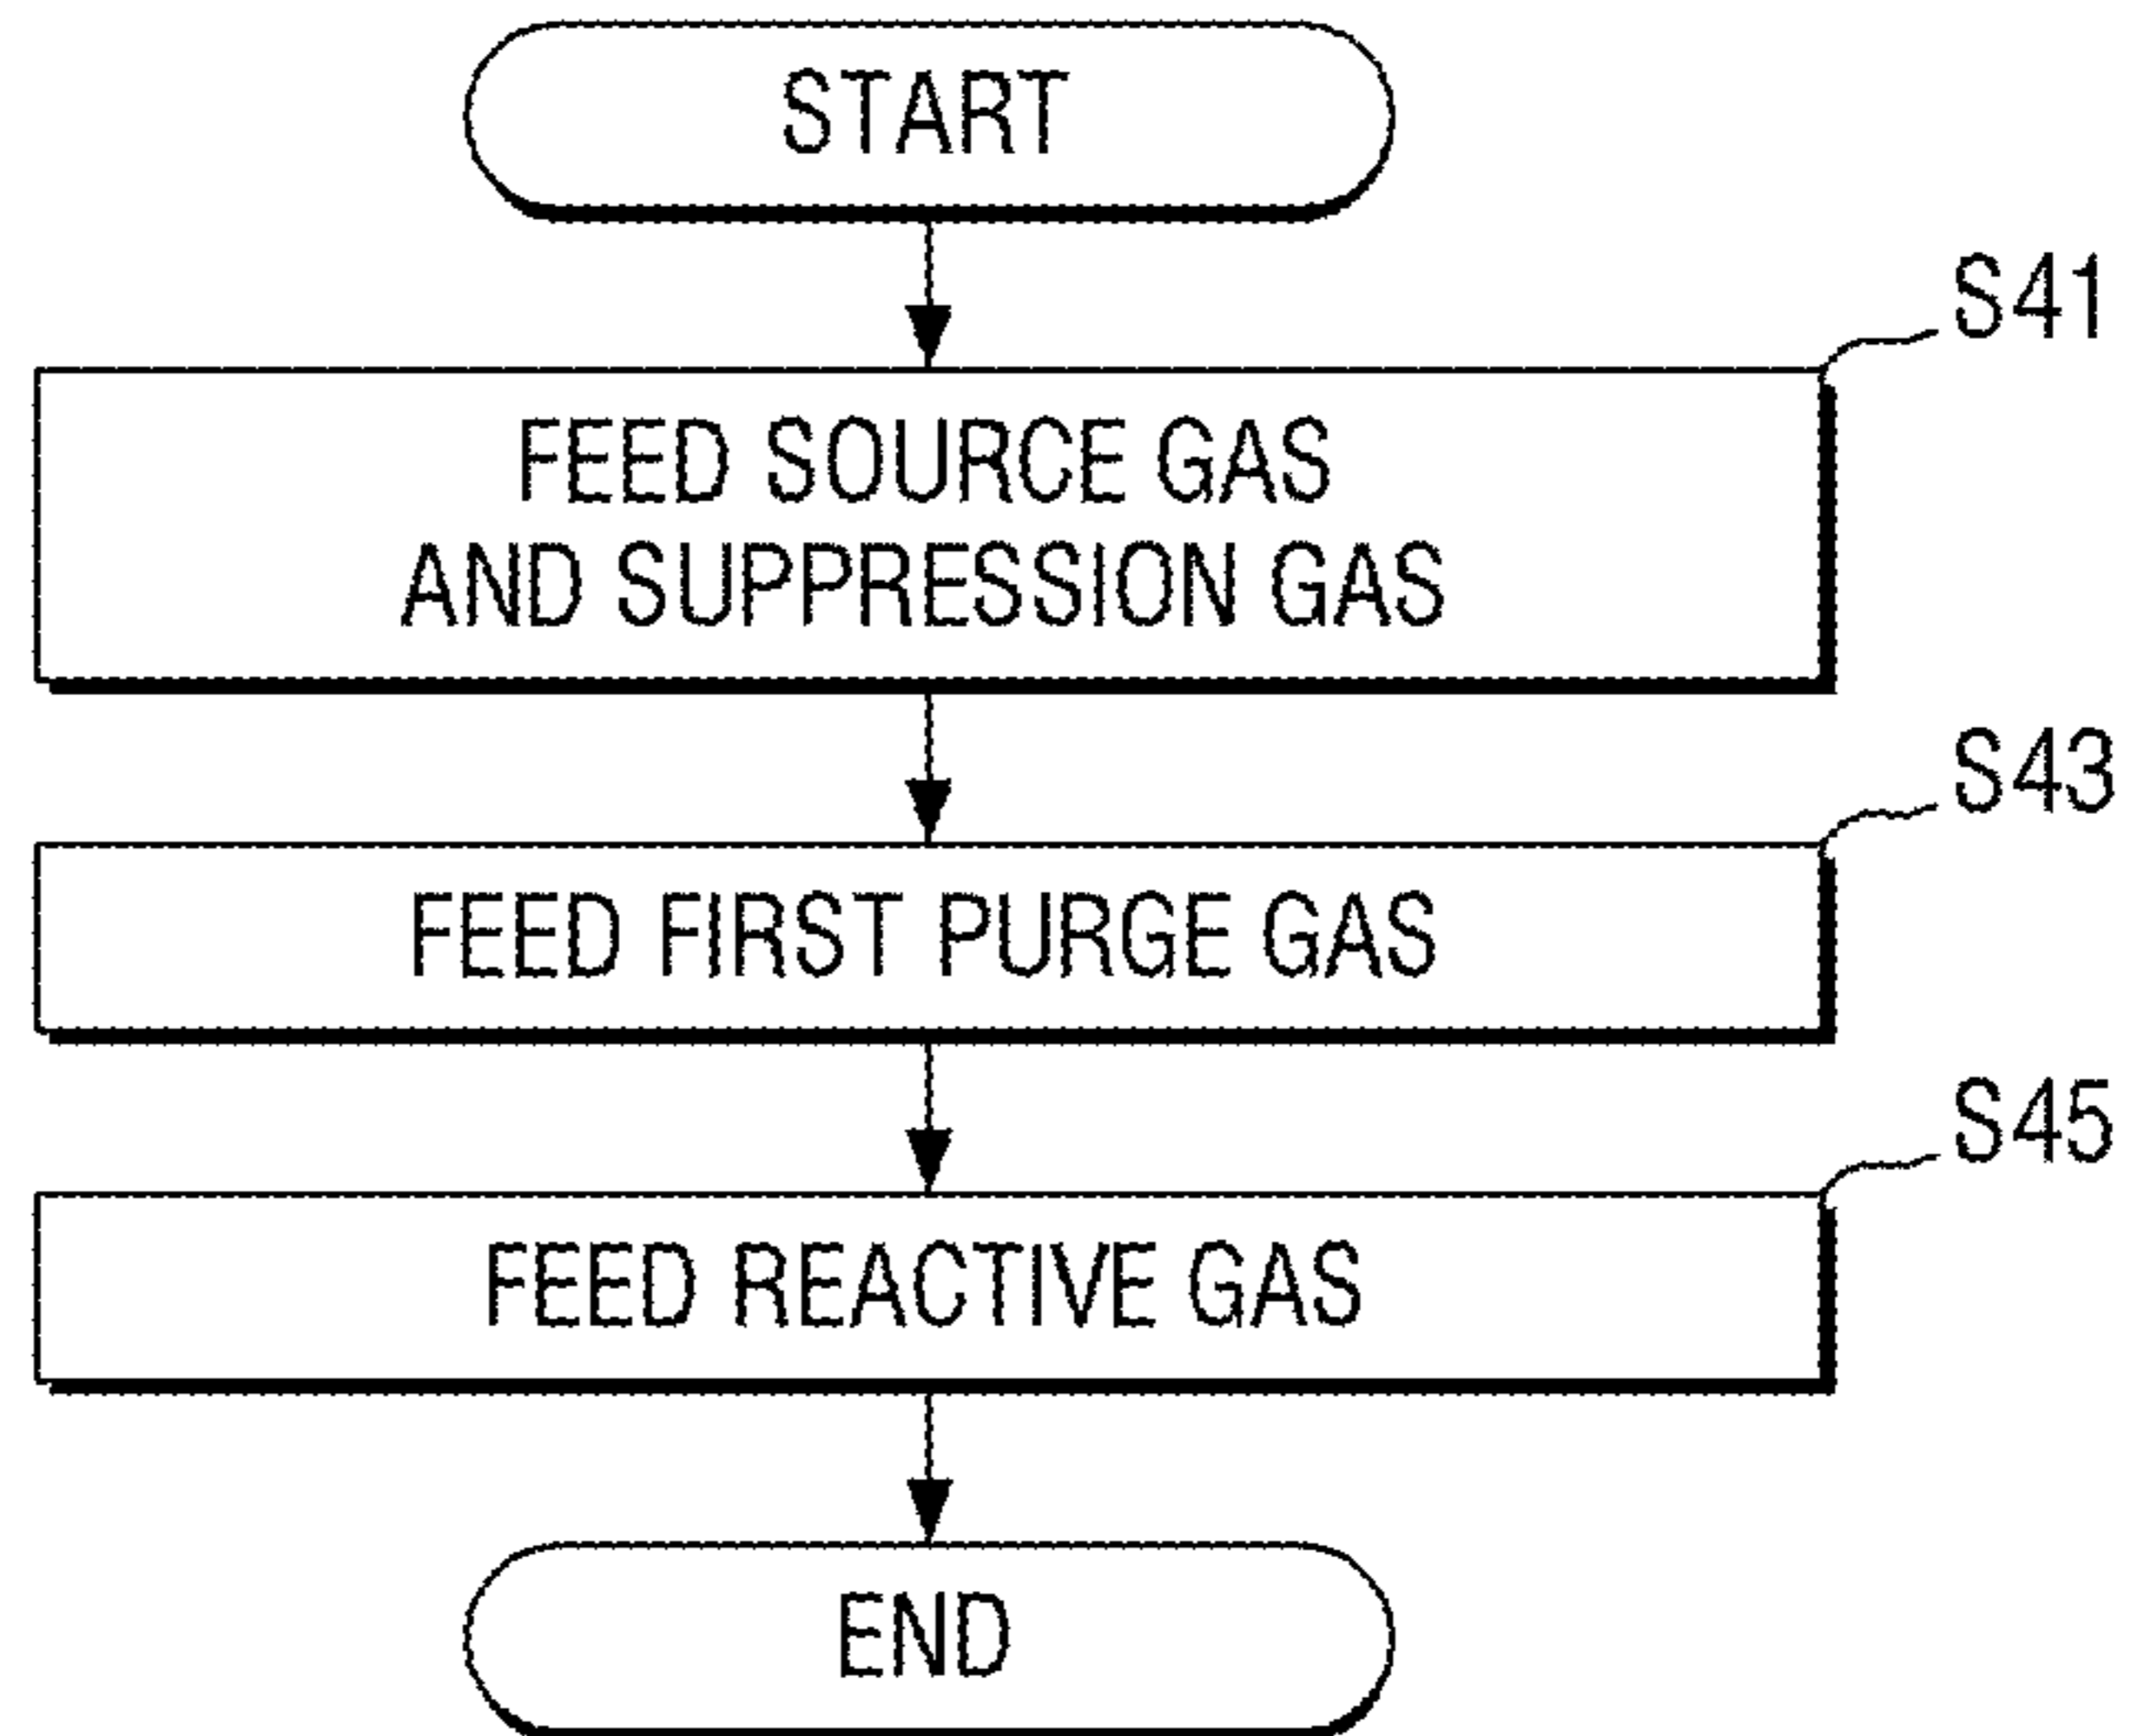 START
S41
FEED SOURCE GAS
AND SUPPRESSION GAS
S43
FEED FIRST PURGE GAS
S45
FEED REACTIVE GAS
END